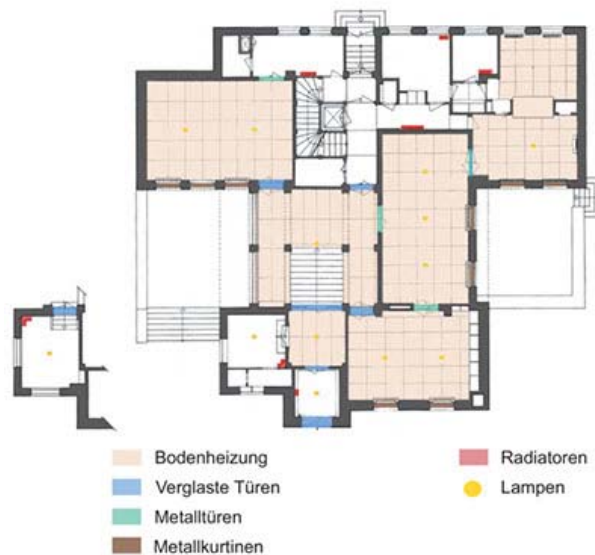 Bodenheizung
Verglaste Türen
Metalltüren
Metallkurtinen
Radiatoren
Lampen